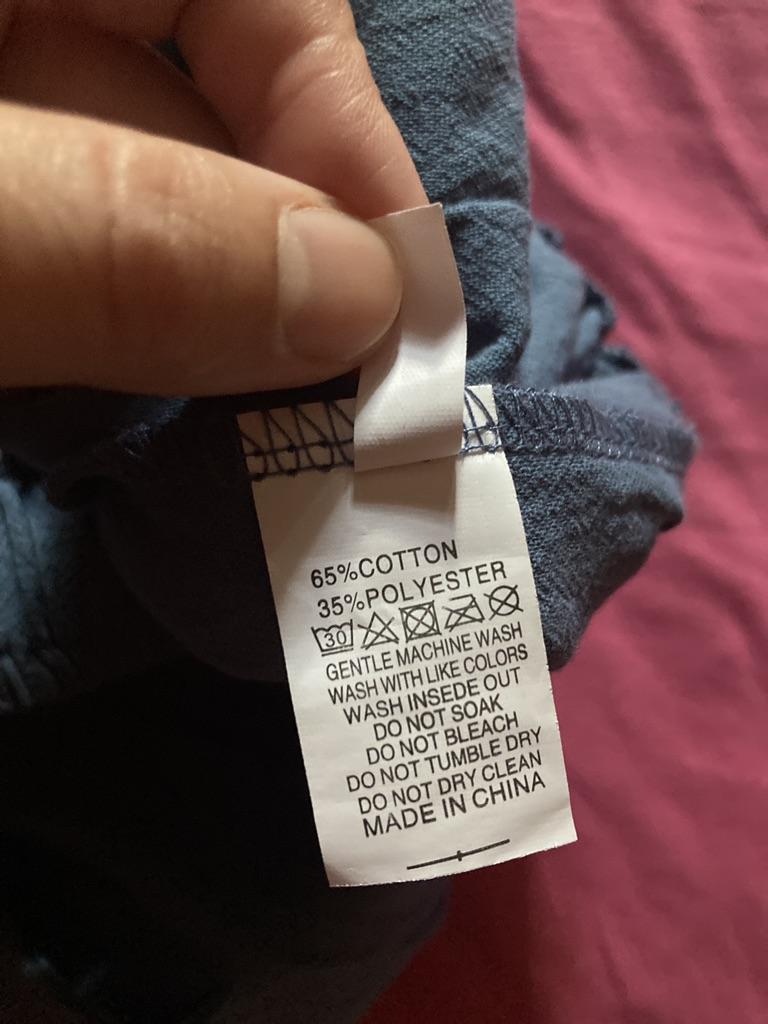 65%COTTON
35%POLYESTER
30
GENTLE MACHINE WASH
WASH WITH LIKE COLORS
WASH INSEDE OUT
DO NOT SOAK
DO NOT BLEACH
DO NOT TUMBLE DRY
DO NOT DRY CLEAN
MADE IN CHINA